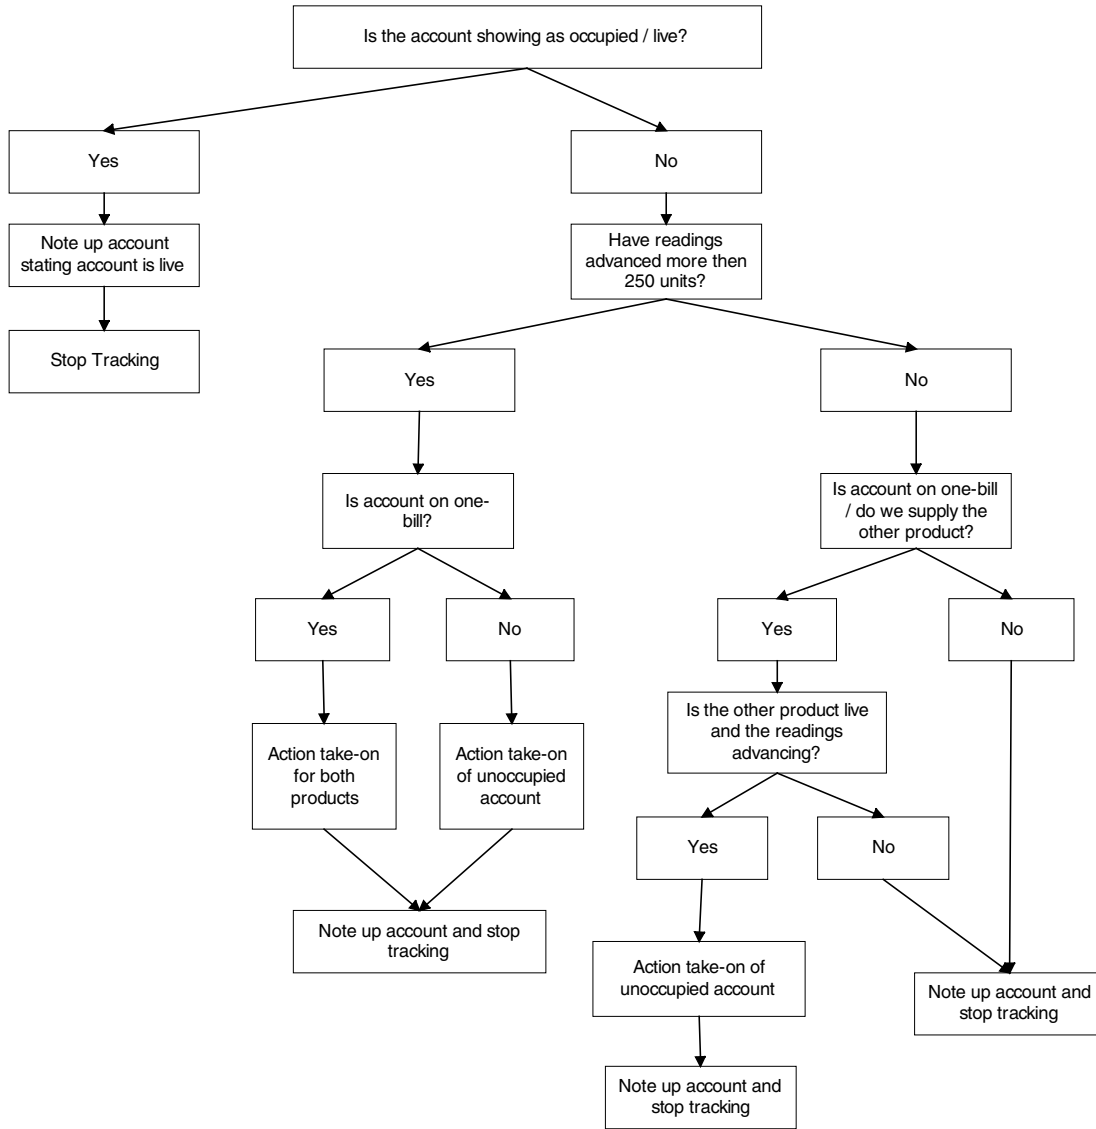 Is the account showing as occupied / live?
Yes
No
Note up account
stating account is live
Have readings
advanced more then
250 units?
Stop Tracking
Yes
No
Is account on one-
bill?
Is account on one-bill
/ do we supply the
other product?
Yes
No
Yes
No
Is the other product live
and the readings
advancing?
Action take-on
for both
products
Action take-on
of unoccupied
account
Yes
No
Note up account and stop
tracking
Action take-on of
unoccupied account
Note up account and
stop tracking
Note up account and
stop tracking